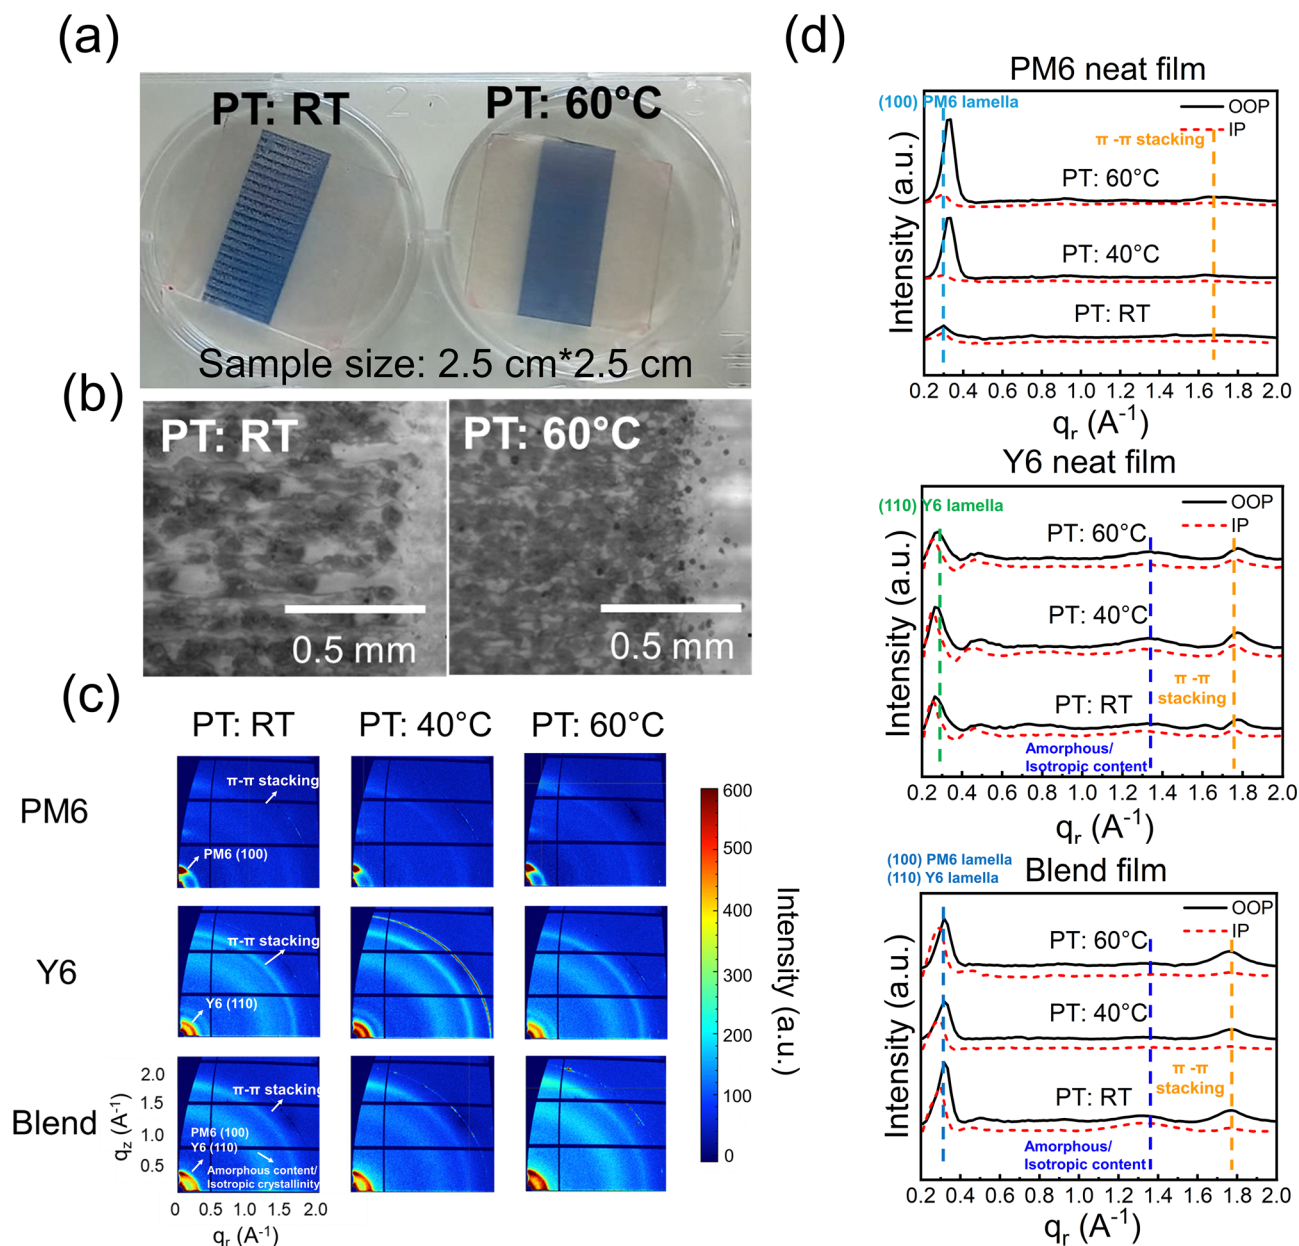 (a)
PT: RT
PT: 60°C
Sample size: 2.5 cm*2.5 cm
(b)
PT: RT
PT: 60°C
0.5 mm
0.5 mm
(c)
PT: RT
PT: 40°C
PT: 60°C
PM6
π-π stacking
PM6 (100)
Y6
π-π stacking
Y6 (110)
Blend
π-π stacking
PM6 (100)
Y6 (110)
Amorphous content/
Isotropic crystallinity
2.0
1.5
1.0
0.5
q_z (A⁻¹)
0 0.5 1.0 1.5 2.0
q_r (A⁻¹)
600
500
400
300
200
100
0
Intensity (a.u.)
(d)
PM6 neat film
(100) PM6 lamella
OOP
IP
π -π stacking
PT: 60°C
PT: 40°C
PT: RT
Intensity (a.u.)
0.2 0.4 0.6 0.8 1.0 1.2 1.4 1.6 1.8 2.0
q_r (A⁻¹)
Y6 neat film
(110) Y6 lamella
OOP
IP
PT: 60°C
PT: 40°C
π -π
stacking
PT: RT
Amorphous/
Isotropic content
Intensity (a.u.)
0.2 0.4 0.6 0.8 1.0 1.2 1.4 1.6 1.8 2.0
q_r (A⁻¹)
(100) PM6 lamella
(110) Y6 lamella
Blend film
OOP
IP
PT: 60°C
PT: 40°C
π -π
stacking
PT: RT
Amorphous/
Isotropic content
Intensity (a.u.)
0.2 0.4 0.6 0.8 1.0 1.2 1.4 1.6 1.8 2.0
q_r (A⁻¹)